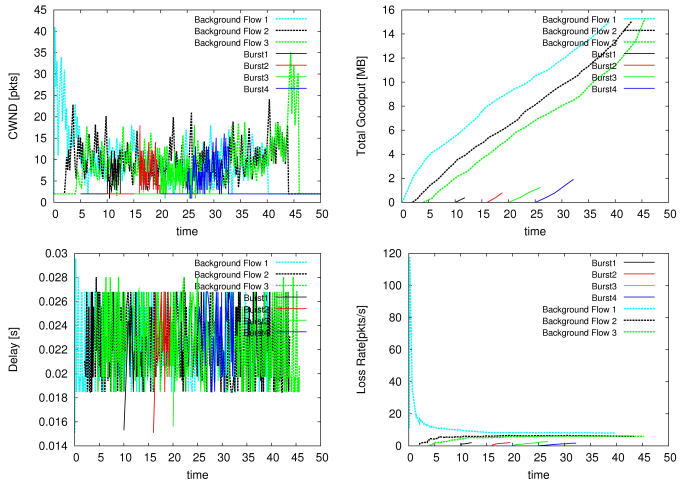 45
40
35
30
25
20
15
10
5
0
0 5 10 15 20 25 30 35 40 45 50
CWND [pkts]
time
Background Flow 1
Background Flow 2
Background Flow 3
Burst1
Burst2
Burst3
Burst4
16
14
12
10
8
6
4
2
0
0 5 10 15 20 25 30 35 40 45 50
Total Goodput [MB]
time
Background Flow 1
Background Flow 2
Background Flow 3
Burst1
Burst2
Burst3
Burst4
0.03
0.028
0.026
0.024
0.022
0.02
0.018
0.016
0.014
0 5 10 15 20 25 30 35 40 45 50
Delay [s]
time
Background Flow 1
Background Flow 2
Background Flow 3
Burst1
Burst2
Burst3
Burst4
120
100
80
60
40
20
0
0 5 10 15 20 25 30 35 40 45 50
Loss Rate[pkts/s]
time
Burst1
Burst2
Burst3
Burst4
Background Flow 1
Background Flow 2
Background Flow 3